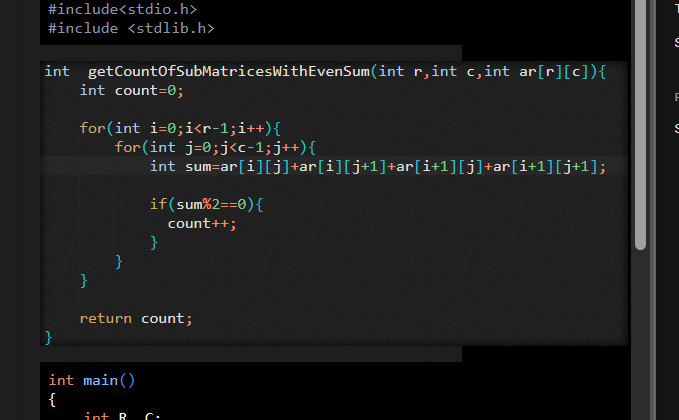 #include<stdio.h>
#include <stdlib.h>
int  getCountOfSubMatricesWithEvenSum(int r,int c,int ar[r][c]){
    int count=0;
    for(int i=0;i<r-1;i++){
        for(int j=0;j<c-1;j++){
            int sum=ar[i][j]+ar[i][j+1]+ar[i+1][j]+ar[i+1][j+1];
            if(sum%2==0){
              count++;
            }
        }
    }
    return count;
}
int main()
{
    int R, C;